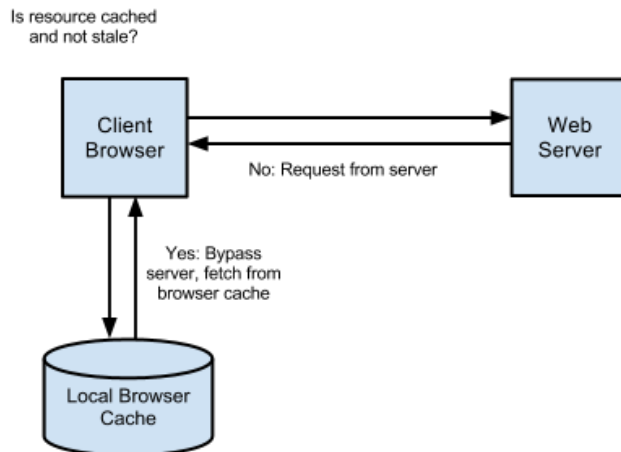 Is resource cached
and not stale?
Client
Browser
Web
Server
No: Request from server
Yes: Bypass
server, fetch from
browser cache
Local Browser
Cache